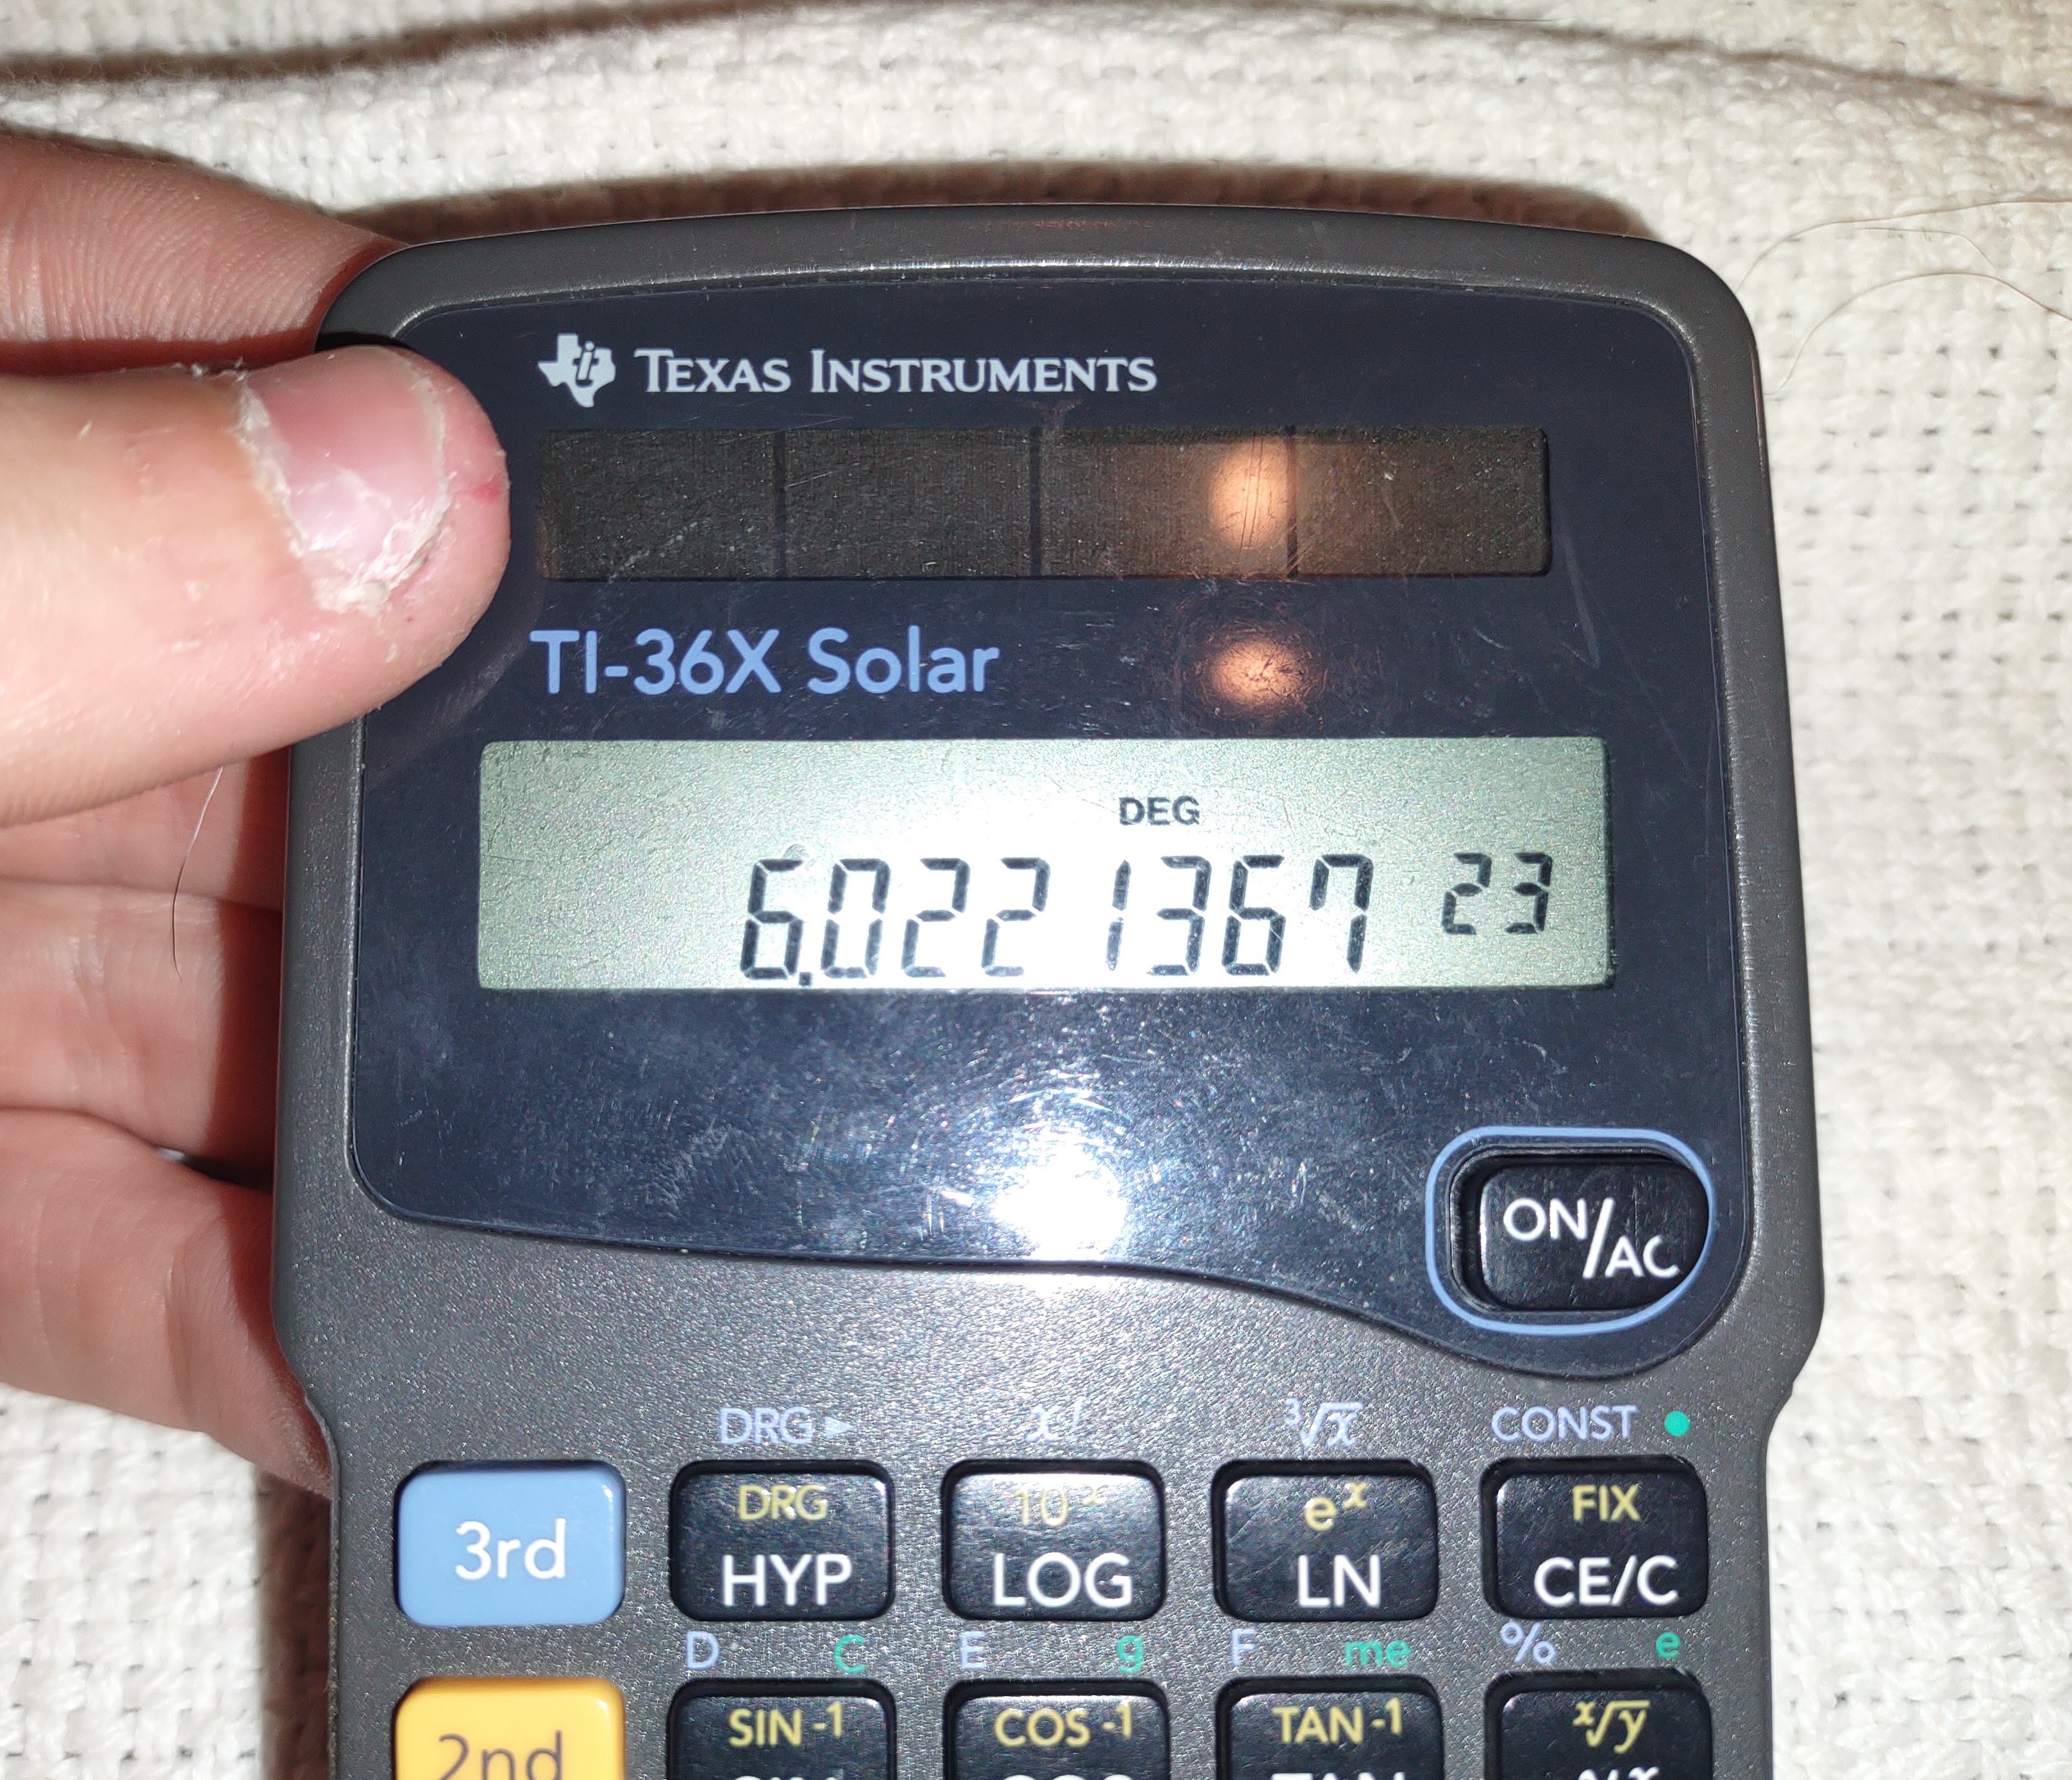 TEXAS INSTRUMENTS
TI-36X Solar
DEG
6.0221367 23
ON/AC
DRG► x! ³√x CONST
3rd
DRG 10ˣ eˣ FIX
HYP LOG LN CE/C
D C E g F me % e
2nd
SIN⁻¹ COS⁻¹ TAN⁻¹ ˣ√y